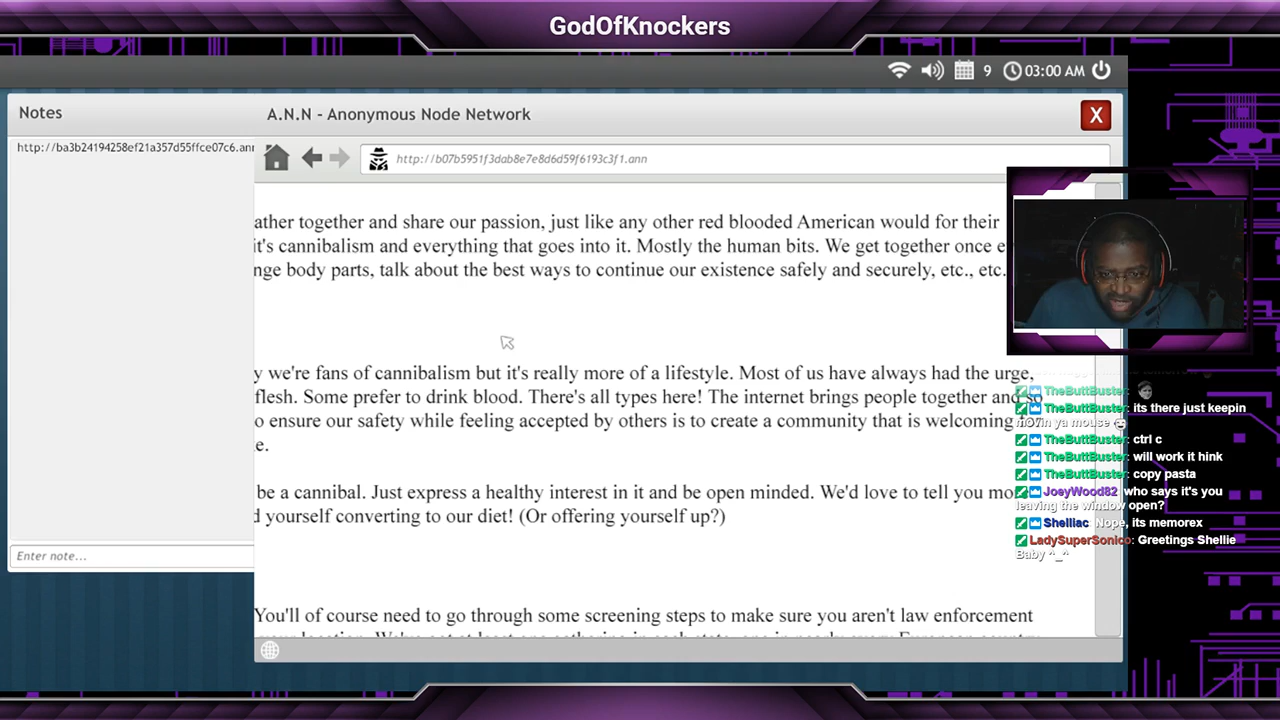 GodOfKnockers
9 03:00 AM
Notes
A.N.N - Anonymous Node Network
X
http://ba3b24194258ef21a357d55ffce07c6.ann
http://b07b5951f3dab8e7e8d6d59f6193c3f1.ann
ather together and share our passion, just like any other red blooded American would for their
it's cannibalism and everything that goes into it. Mostly the human bits. We get together once e
nge body parts, talk about the best ways to continue our existence safely and securely, etc., etc.
y we're fans of cannibalism but it's really more of a lifestyle. Most of us have always had the urge,
flesh. Some prefer to drink blood. There's all types here! The internet brings people together and so
o ensure our safety while feeling accepted by others is to create a community that is welcoming
e.
be a cannibal. Just express a healthy interest in it and be open minded. We'd love to tell you mo
d yourself converting to our diet! (Or offering yourself up?)
You'll of course need to go through some screening steps to make sure you aren't law enforcement
Enter note...
TheButtBuster:
TheButtBuster: its there just keepin
movin ya mouse
TheButtBuster: ctrl c
TheButtBuster: will work it hink
TheButtBuster: copy pasta
JoeyWood82: who says it's you
leaving the window open?
Shelliac: Nope, its memorex
LadySuperSonico: Greetings Shellie
Baby ^_^